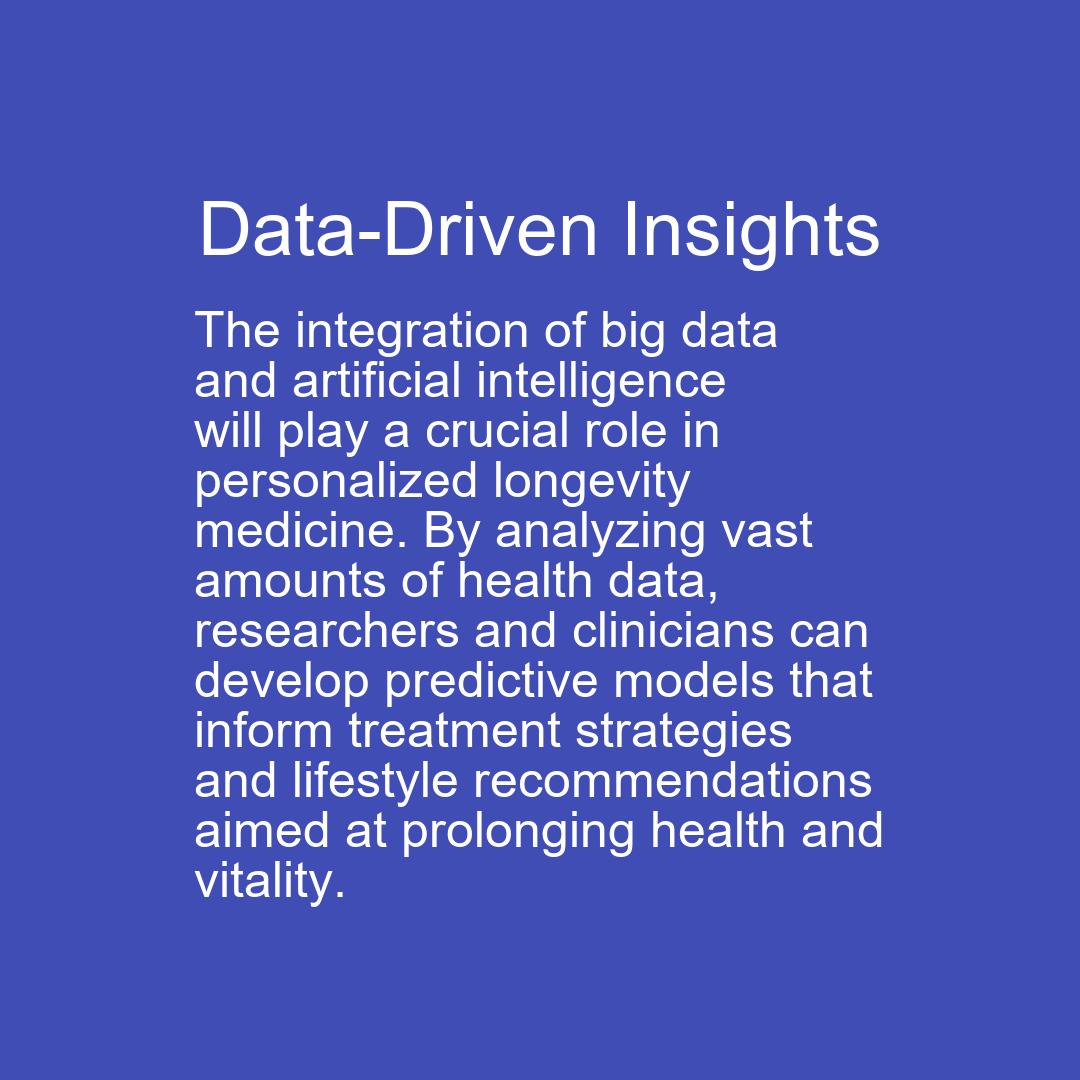 Data-Driven Insights
The integration of big data
and artificial intelligence
will play a crucial role in
personalized longevity
medicine. By analyzing vast
amounts of health data,
researchers and clinicians can
develop predictive models that
inform treatment strategies
and lifestyle recommendations
aimed at prolonging health and
vitality.